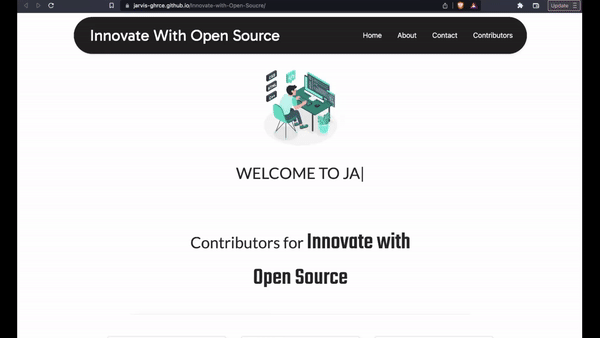 jarvis-ghrce.github.io/Innovate-with-Open-Soucre/
Update
Innovate With Open Source
Home About Contact Contributors
WELCOME TO JA|
Contributors for Innovate with
Open Source